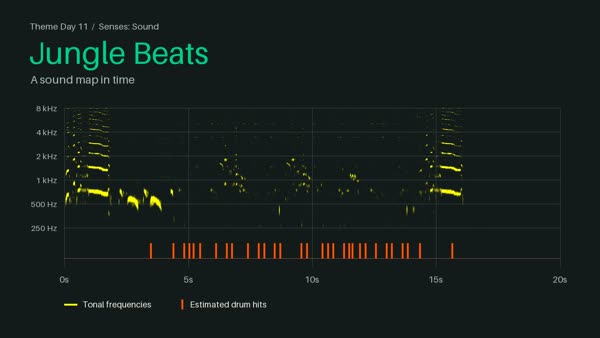 Theme Day 11 / Senses: Sound
Jungle Beats
A sound map in time
8 kHz
4 kHz
2 kHz
1 kHz
500 Hz
250 Hz
0s 5s 10s 15s 20s
Tonal frequencies Estimated drum hits